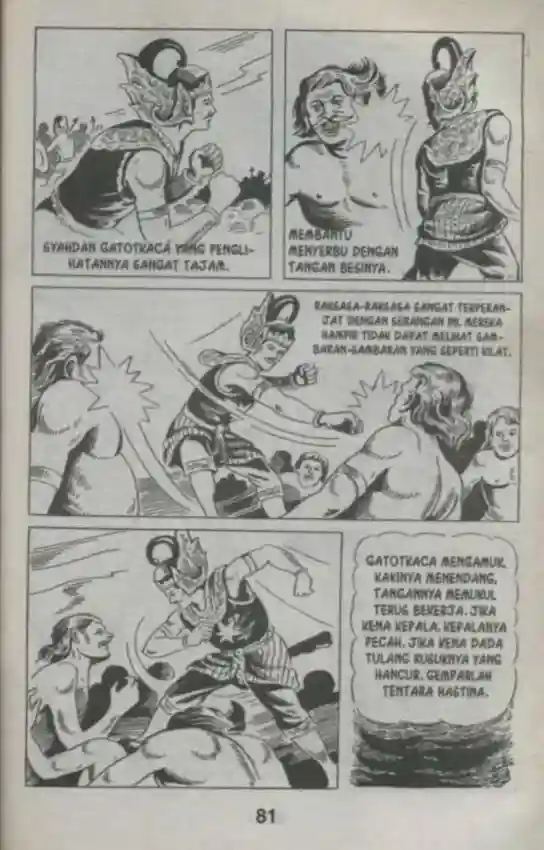 SYAHDAN GATOTKACA YANG PENGLI-
HATANNYA SANGAT TAJAM.
MEMBANTU
MENYERBU DENGAN
TANGAN BESINYA.
RAKSASA-RAKSASA SANGAT TERPERAN-
JAT DENGAN SERANGAN INI. MEREKA
HAMPIR TIDAK DAPAT MELIHAT GAM-
BARAN-GAMBARAN YANG SEPERTI KILAT.
GATOTKACA MENGAMUK.
KAKINYA MENENDANG,
TANGANNYA MEMUKUL
TERUS BEKERJA. JIKA
KENA KEPALA, KEPALANYA
PECAH. JIKA KENA DADA
TULANG RUSUKNYA YANG
HANCUR. GEMPARLAH
TENTARA HASTINA.
81